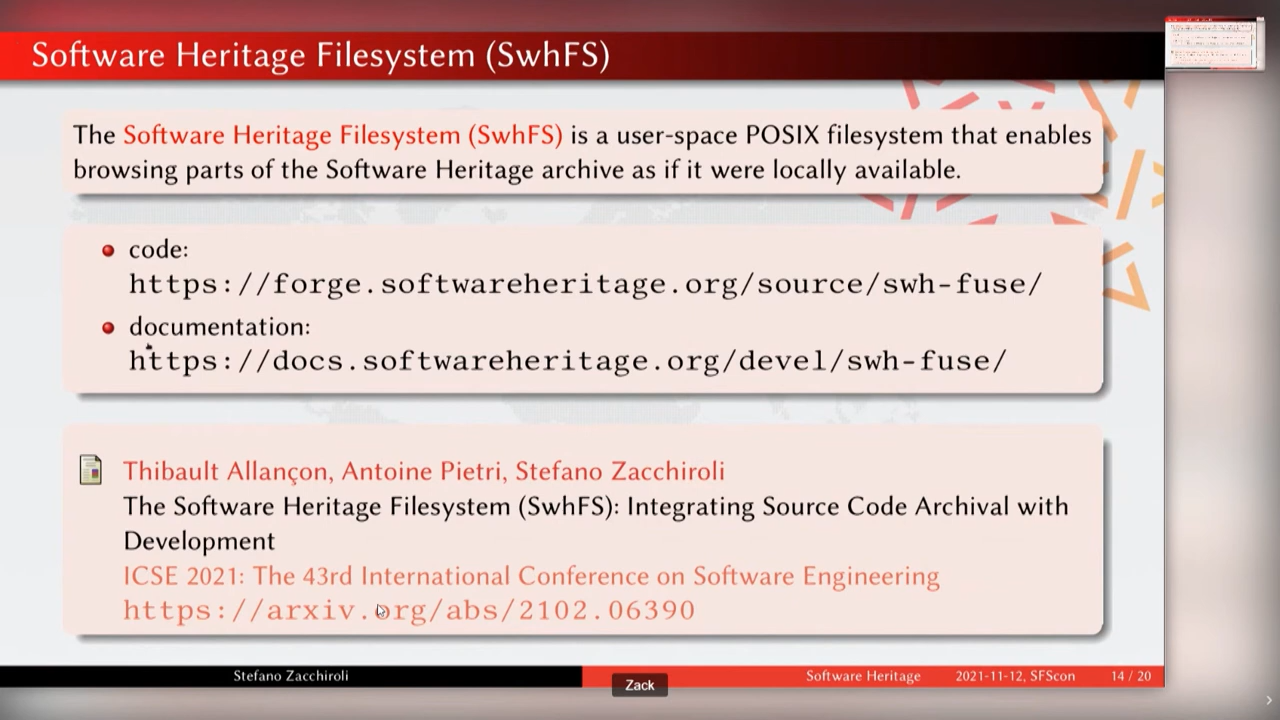 Software Heritage Filesystem (SwhFS)
The Software Heritage Filesystem (SwhFS) is a user-space POSIX filesystem that enables
browsing parts of the Software Heritage archive as if it were locally available.
code:
https://forge.softwareheritage.org/source/swh-fuse/
documentation:
https://docs.softwareheritage.org/devel/swh-fuse/
Thibault Allançon, Antoine Pietri, Stefano Zacchiroli
The Software Heritage Filesystem (SwhFS): Integrating Source Code Archival with
Development
ICSE 2021: The 43rd International Conference on Software Engineering
https://arxiv.org/abs/2102.06390
Stefano Zacchiroli
Software Heritage 2021-11-12, SFScon 14 / 20
Zack